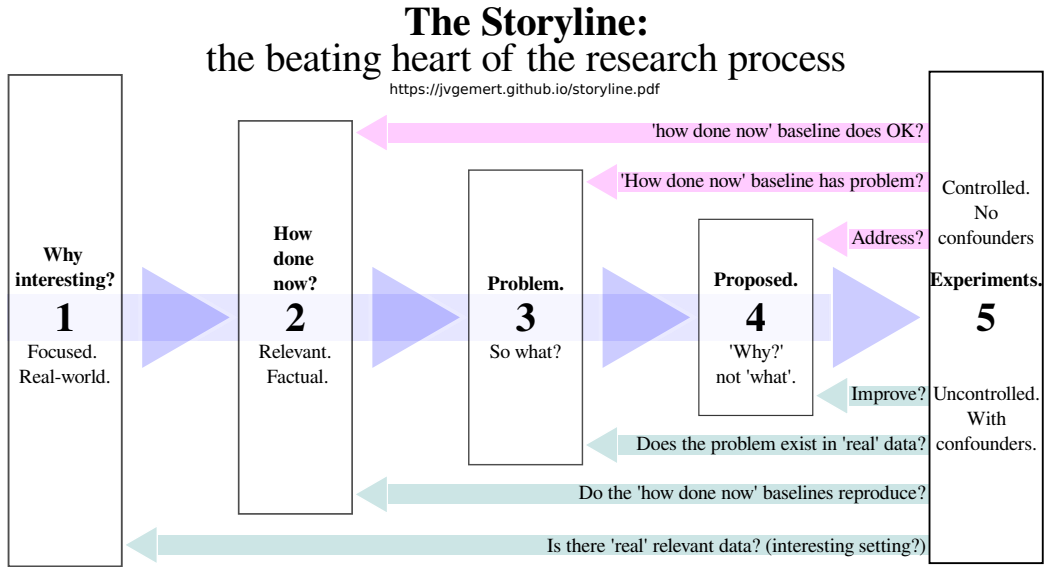 The Storyline:
the beating heart of the research process
https://jvgemert.github.io/storyline.pdf
Why
interesting?
1
Focused.
Real-world.
How
done
now?
2
Relevant.
Factual.
Problem.
3
So what?
Proposed.
4
'Why?'
not 'what'.
Controlled.
No
confounders
Experiments.
5
Uncontrolled.
With
confounders.
'how done now' baseline does OK?
'How done now' baseline has problem?
Address?
Improve?
Does the problem exist in 'real' data?
Do the 'how done now' baselines reproduce?
Is there 'real' relevant data? (interesting setting?)